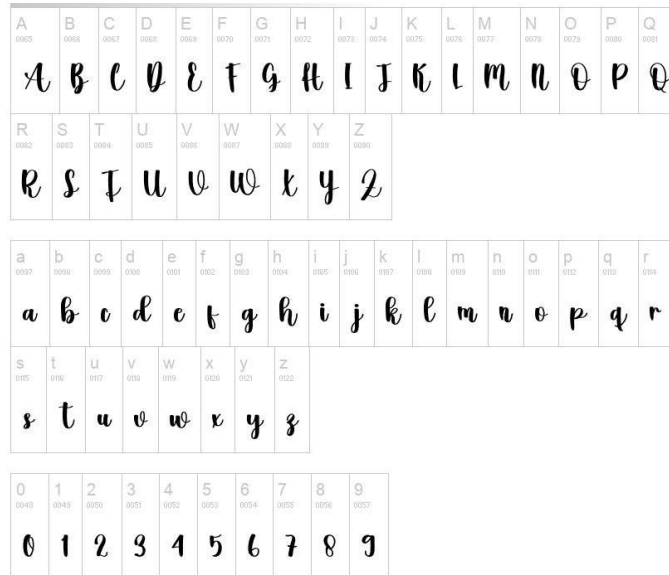 A B C D E F G H I J K L M N O P Q
0065 0066 0067 0068 0069 0070 0071 0072 0073 0074 0075 0076 0077 0078 0079 0080 0081
A B C D E F G H I J K L M N O P Q
R S T U V W X Y Z
0082 0083 0084 0085 0086 0087 0088 0089 0090
R S T U V W X Y Z
a b c d e f g h i j k l m n o p q r
0097 0098 0099 0100 0101 0102 0103 0104 0105 0106 0107 0108 0109 0110 0111 0112 0113 0114
a b c d e f g h i j k l m n o p q r
s t u v w x y z
0115 0116 0117 0118 0119 0120 0121 0122
s t u v w x y z
0 1 2 3 4 5 6 7 8 9
0048 0049 0050 0051 0052 0053 0054 0055 0056 0057
0 1 2 3 4 5 6 7 8 9